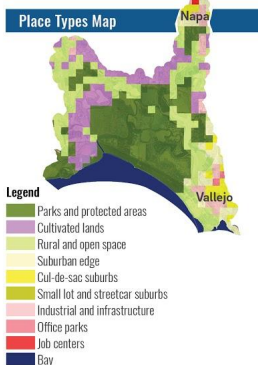 Napa
Place Types Map
Vallejo
Legend
Parks and protected areas
Cultivated lands
Rural and open space
Suburban edge
Cul-de-sac suburbs
Small lot and streetcar suburbs
Industrial and infrastructure
Office parks
Job centers
Bay